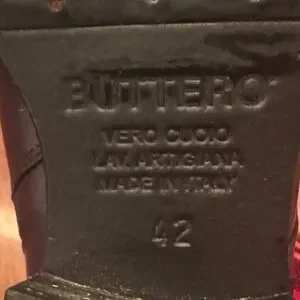 BUTTERO
VERO CUOIO
LAV. ARTIGIANA
MADE IN ITALY
42